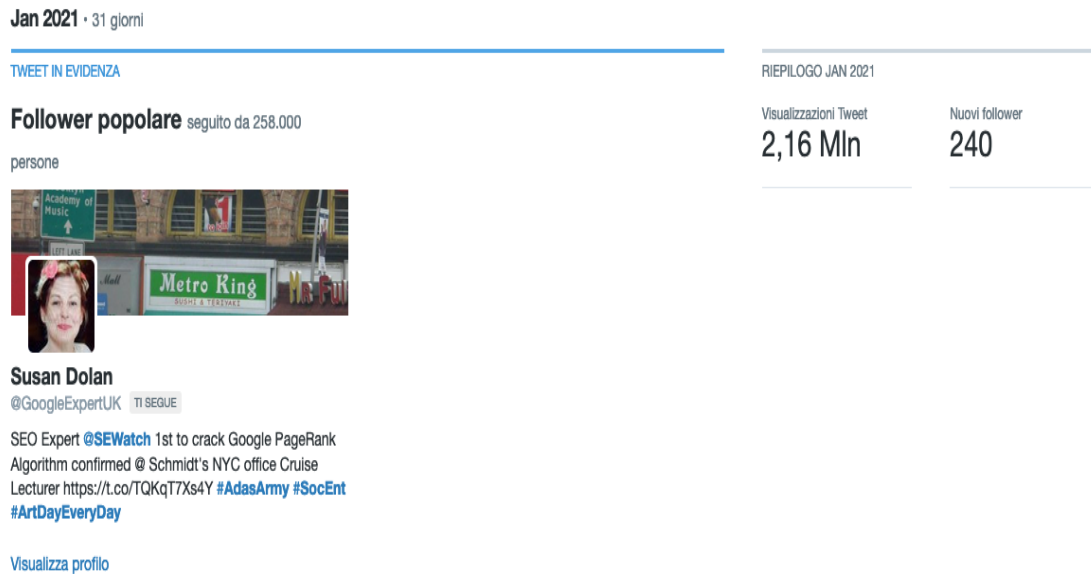 Jan 2021 · 31 giorni
TWEET IN EVIDENZA
Follower popolare seguito da 258.000
persone
Academy of
Music
LEFT LANE
Mall
Metro King
SUSHI & TERIYAKI
Susan Dolan
@GoogleExpertUK TI SEGUE
SEO Expert @SEWatch 1st to crack Google PageRank
Algorithm confirmed @ Schmidt's NYC office Cruise
Lecturer https://t.co/TQKqT7Xs4Y #AdasArmy #SocEnt
#ArtDayEveryDay
Visualizza profilo
RIEPILOGO JAN 2021
Visualizzazioni Tweet
2,16 Mln
Nuovi follower
240